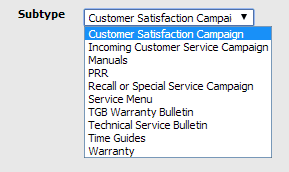 Subtype
Customer Satisfaction Campai
Customer Satisfaction Campaign
Incoming Customer Service Campaign
Manuals
PRR
Recall or Special Service Campaign
Service Menu
TGB Warranty Bulletin
Technical Service Bulletin
Time Guides
Warranty